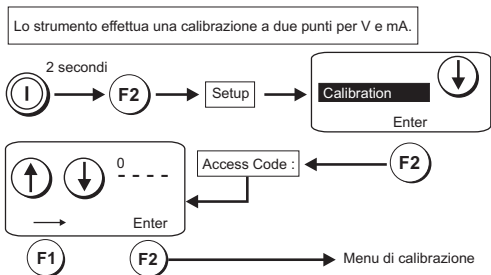 Lo strumento effettua una calibrazione a due punti per V e mA.
2 secondi
I
F2
Setup
Calibration
Enter
F2
Access Code :
0
- - - -
Enter
F1
F2
Menu di calibrazione